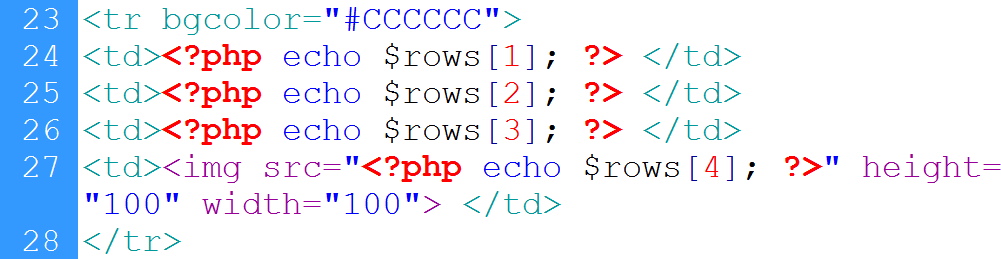 23 <tr bgcolor="#CCCCCC">
24 <td><?php echo $rows[1]; ?> </td>
25 <td><?php echo $rows[2]; ?> </td>
26 <td><?php echo $rows[3]; ?> </td>
27 <td><img src="<?php echo $rows[4]; ?>" height=
"100" width="100"> </td>
28 </tr>